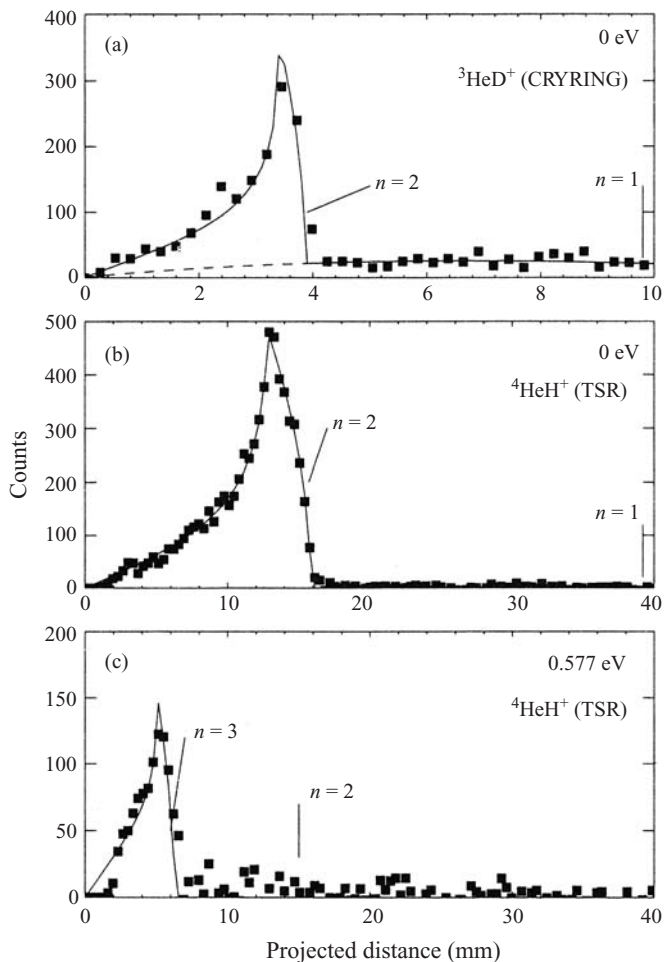 400
(a)
0 eV
³HeD⁺ (CRYRING)
300
200
n = 2
n = 1
100
0
0 2 4 6 8 10
500
(b)
0 eV
400
⁴HeH⁺ (TSR)
300
n = 2
Counts
200
n = 1
100
0
0 10 20 30 40
200
(c)
0.577 eV
150
⁴HeH⁺ (TSR)
n = 3
100
n = 2
50
0
0 10 20 30 40
Projected distance (mm)